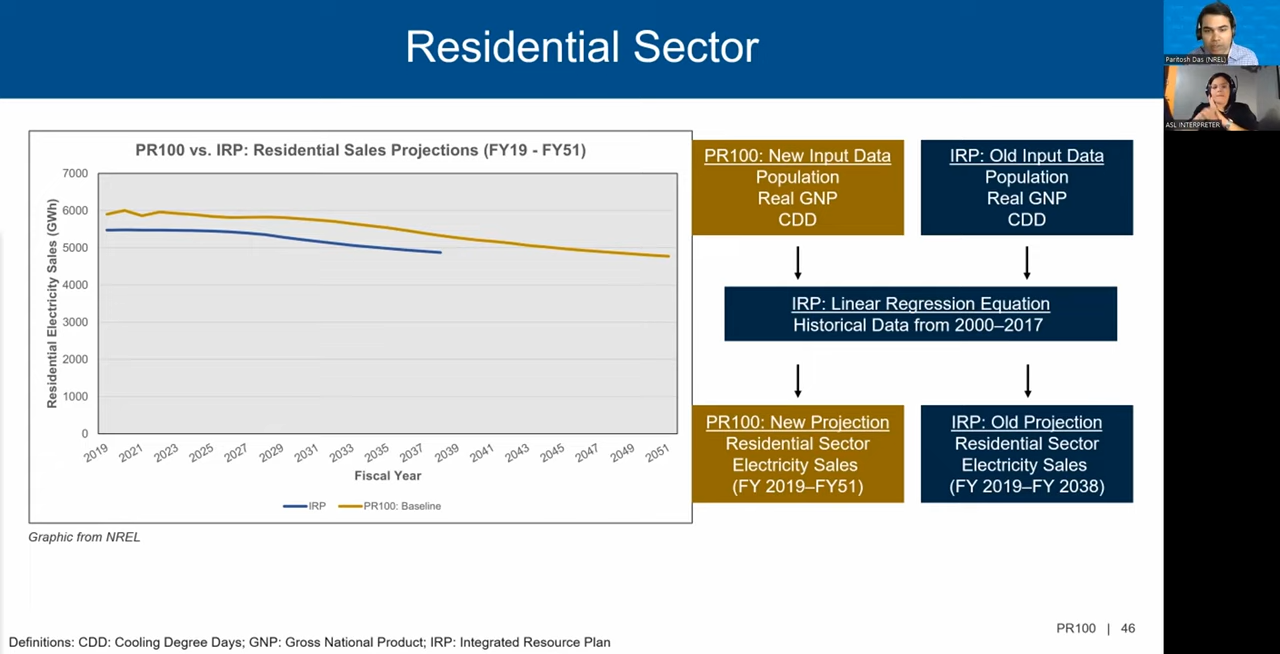 Residential Sector
Paritosh Das (NREL)
ASL INTERPRETER
PR100 vs. IRP: Residential Sales Projections (FY19 - FY51)
Residential Electricity Sales (GWh)
7000
6000
5000
4000
3000
2000
1000
0
2019 2021 2023 2025 2027 2029 2031 2033 2035 2037 2039 2041 2043 2045 2047 2049 2051
Fiscal Year
IRP PR100: Baseline
Graphic from NREL
PR100: New Input Data
Population
Real GNP
CDD
IRP: Old Input Data
Population
Real GNP
CDD
IRP: Linear Regression Equation
Historical Data from 2000–2017
PR100: New Projection
Residential Sector
Electricity Sales
(FY 2019–FY51)
IRP: Old Projection
Residential Sector
Electricity Sales
(FY 2019–FY 2038)
PR100 | 46
Definitions: CDD: Cooling Degree Days; GNP: Gross National Product; IRP: Integrated Resource Plan